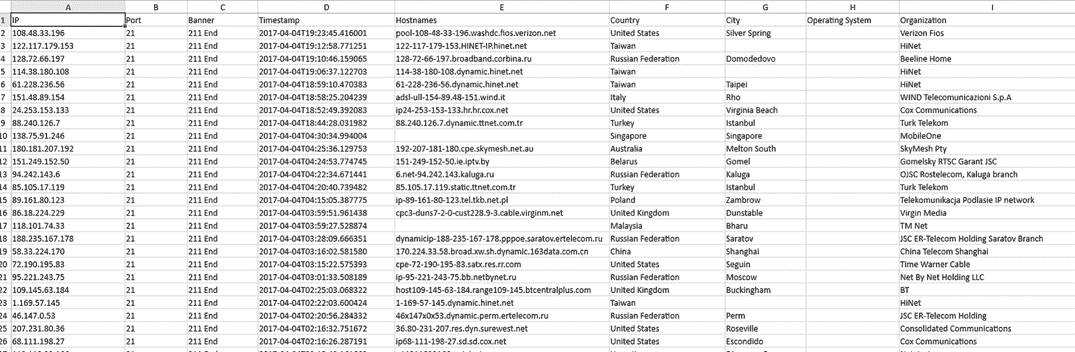 A B C D E F G H I
1 IP Port Banner Timestamp Hostnames Country City Operating System Organization
2 108.48.33.196 21 211 End 2017-04-04T19:23:45.416001 pool-108-48-33-196.washdc.fios.verizon.net United States Silver Spring Verizon Fios
3 122.117.179.153 21 211 End 2017-04-04T19:12:58.771251 122-117-179-153.HINET-IP.hinet.net Taiwan HiNet
4 128.72.66.197 21 211 End 2017-04-04T19:10:46.159065 128-72-66-197.broadband.corbina.ru Russian Federation Domodedovo Beeline Home
5 114.38.180.108 21 211 End 2017-04-04T19:06:37.122703 114-38-180-108.dynamic.hinet.net Taiwan HiNet
6 61.228.236.56 21 211 End 2017-04-04T18:59:10.470383 61-228-236-56.dynamic.hinet.net Taiwan Taipei HiNet
7 151.48.89.154 21 211 End 2017-04-04T18:58:25.204239 adsl-ull-154-89.48-151.wind.it Italy Rho WIND Telecomunicazioni S.p.A
8 24.253.153.133 21 211 End 2017-04-04T18:52:49.392083 ip24-253-153-133.hr.hr.cox.net United States Virginia Beach Cox Communications
9 88.240.126.7 21 211 End 2017-04-04T18:44:28.031982 88.240.126.7.dynamic.ttnet.com.tr Turkey Istanbul Turk Telekom
10 138.75.91.246 21 211 End 2017-04-04T04:30:34.994004 Singapore Singapore MobileOne
11 180.181.207.192 21 211 End 2017-04-04T04:25:36.129753 192-207-181-180.cpe.skymesh.net.au Australia Melton South SkyMesh Pty
12 151.249.152.50 21 211 End 2017-04-04T04:24:53.774745 151-249-152-50.ie.iptv.by Belarus Gomel Gomelsky RTSC Garant JSC
13 94.242.143.6 21 211 End 2017-04-04T04:22:34.671441 6.net-94.242.143.kaluga.ru Russian Federation Kaluga OJSC Rostelecom, Kaluga branch
14 85.105.17.119 21 211 End 2017-04-04T04:20:40.739482 85.105.17.119.static.ttnet.com.tr Turkey Istanbul Turk Telekom
15 89.161.80.123 21 211 End 2017-04-04T04:15:05.387775 ip-89-161-80-123.tel.tkb.net.pl Poland Zambrow Telekomunikacja Podlasie IP network
16 86.18.224.229 21 211 End 2017-04-04T03:59:51.961438 cpc3-duns7-2-0-cust228.9-3.cable.virginm.net United Kingdom Dunstable Virgin Media
17 118.101.74.33 21 211 End 2017-04-04T03:59:27.528874 Malaysia Bharu TM Net
18 188.235.167.178 21 211 End 2017-04-04T03:28:09.666351 dynamicip-188-235-167-178.pppoe.saratov.ertelecom.ru Russian Federation Saratov JSC ER-Telecom Holding Saratov Branch
19 58.33.224.170 21 211 End 2017-04-04T03:16:02.581580 170.224.33.58.broad.xw.sh.dynamic.163data.com.cn China Shanghai China Telecom Shanghai
20 72.190.195.83 21 211 End 2017-04-04T03:15:22.575393 cpe-72-190-195-83.satx.res.rr.com United States Seguin Time Warner Cable
21 95.221.243.75 21 211 End 2017-04-04T03:01:33.508189 ip-95-221-243-75.bb.netbynet.ru Russian Federation Moscow Net By Net Holding LLC
22 109.145.63.184 21 211 End 2017-04-04T02:25:03.068322 host109-145-63-184.range109-145.btcentralplus.com United Kingdom Buckingham BT
23 1.169.57.145 21 211 End 2017-04-04T02:22:03.600424 1-169-57-145.dynamic.hinet.net Taiwan HiNet
24 46.147.0.53 21 211 End 2017-04-04T02:20:56.284332 46x147x0x53.dynamic.perm.ertelecom.ru Russian Federation Perm JSC ER-Telecom Holding
25 207.231.80.36 21 211 End 2017-04-04T02:16:32.751672 36.80-231-207.res.dyn.surewest.net United States Roseville Consolidated Communications
26 68.111.198.27 21 211 End 2017-04-04T02:16:26.287191 ip68-111-198-27.sd.sd.cox.net United States Escondido Cox Communications